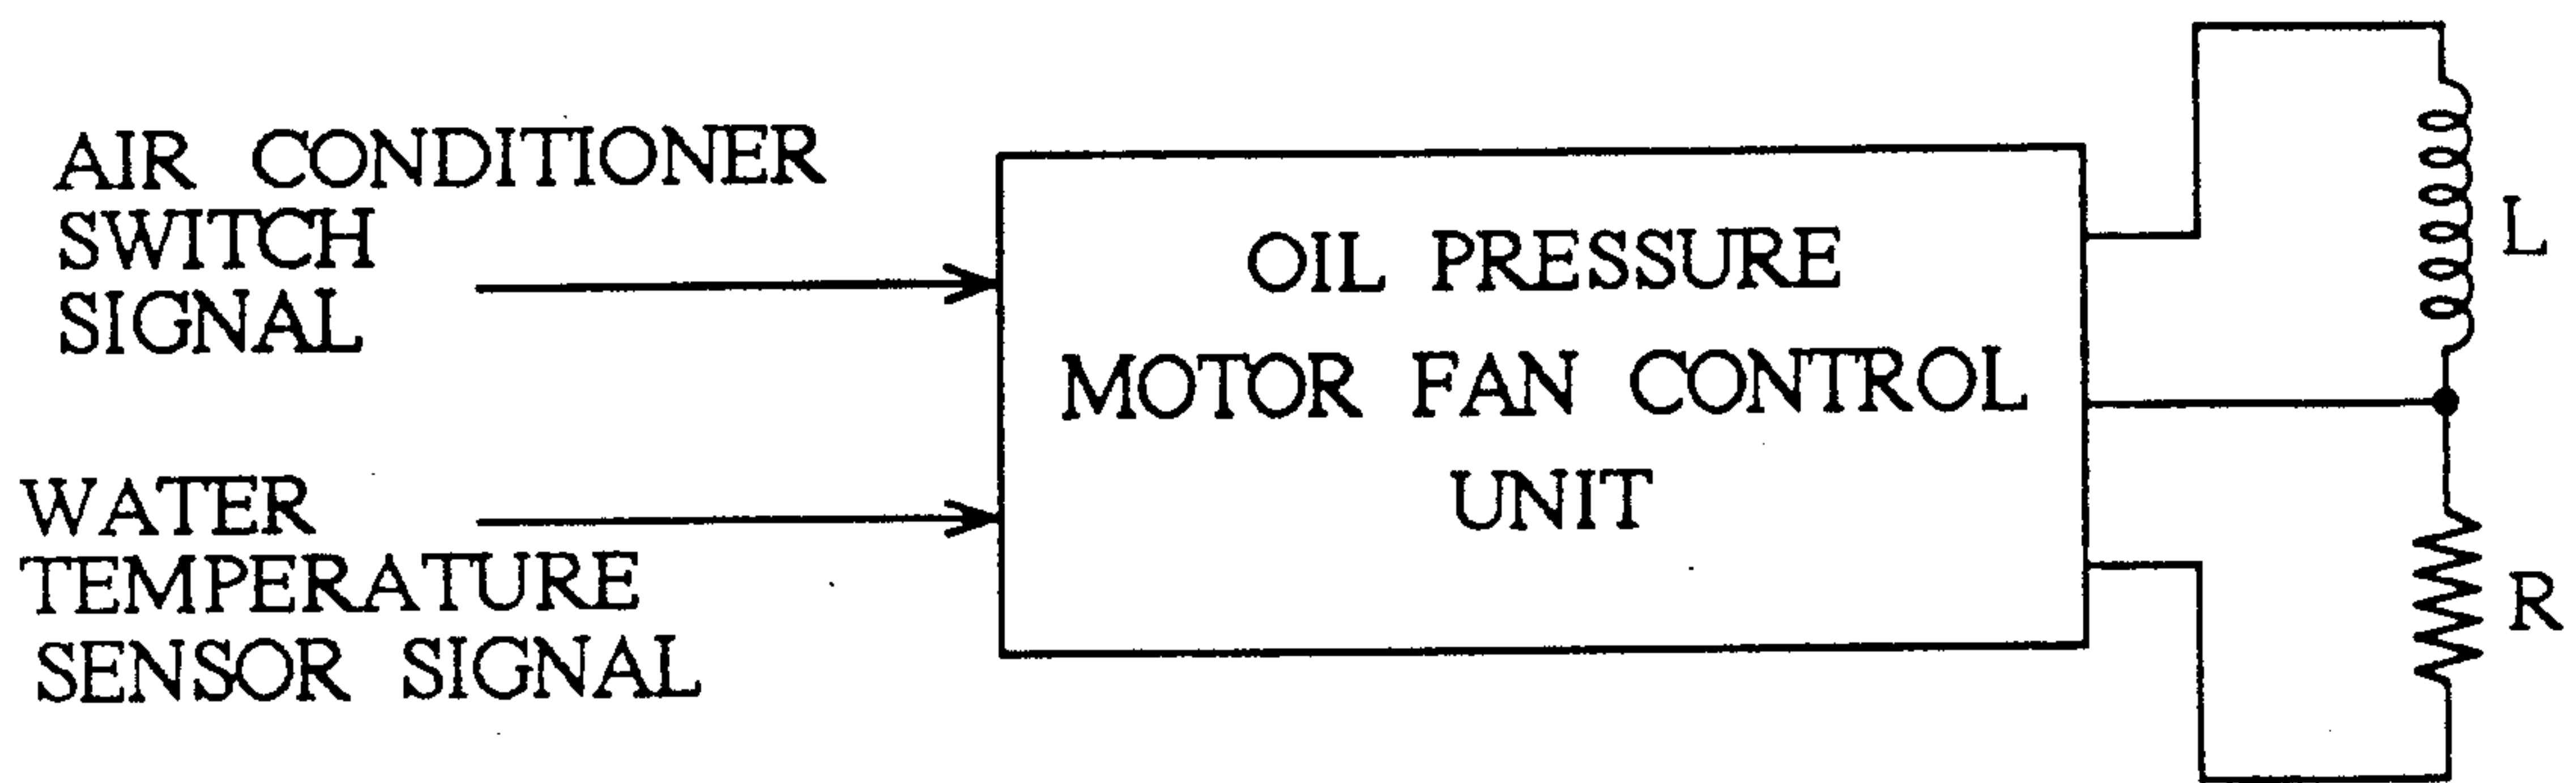 AIR CONDITIONER
SWITCH
SIGNAL
WATER
TEMPERATURE
SENSOR SIGNAL
OIL PRESSURE
MOTOR FAN CONTROL
UNIT
L
R